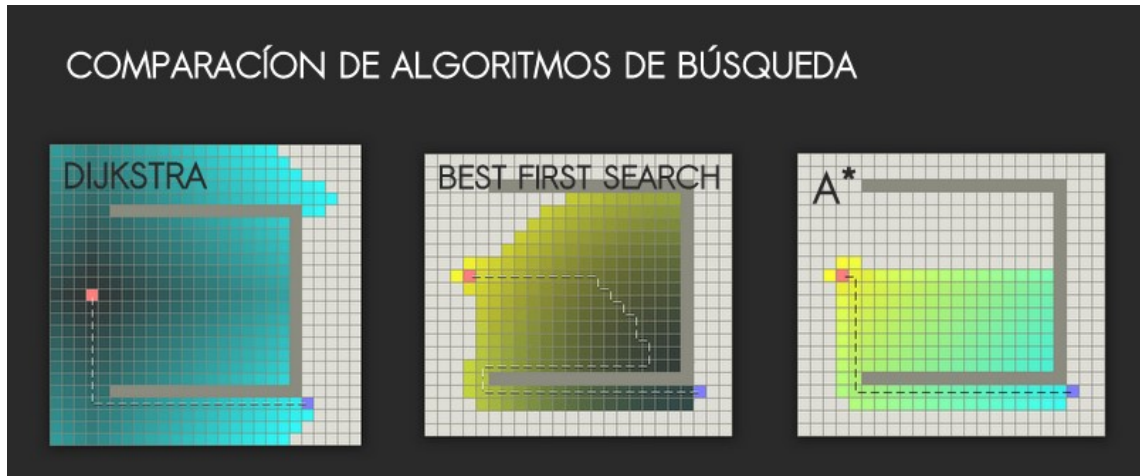 COMPARACÍON DE ALGORITMOS DE BÚSQUEDA
DIJKSTRA
BEST FIRST SEARCH
A*